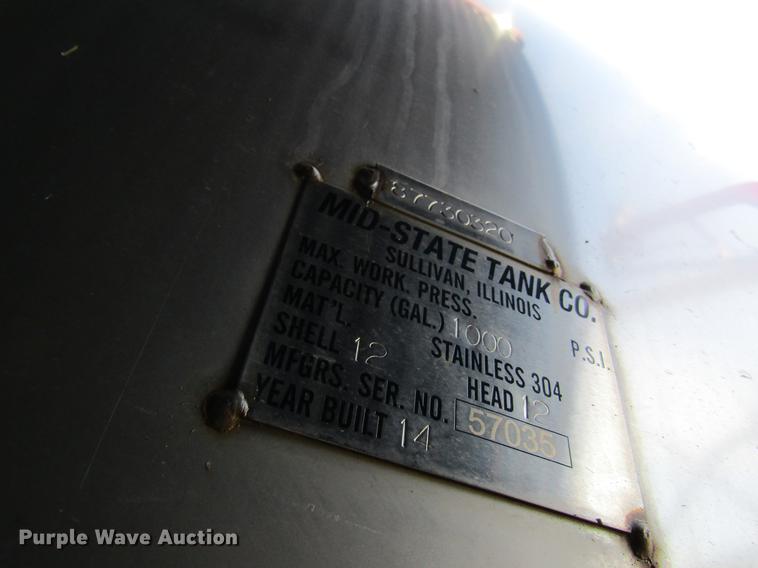 87730320
MID-STATE TANK CO.
SULLIVAN, ILLINOIS
MAX. WORK. PRESS. P.S.I.
CAPACITY (GAL.) 1000
MAT'L. STAINLESS 304
SHELL 12 HEAD 12
MFGRS. SER. NO. 57035
YEAR BUILT 14
Purple Wave Auction